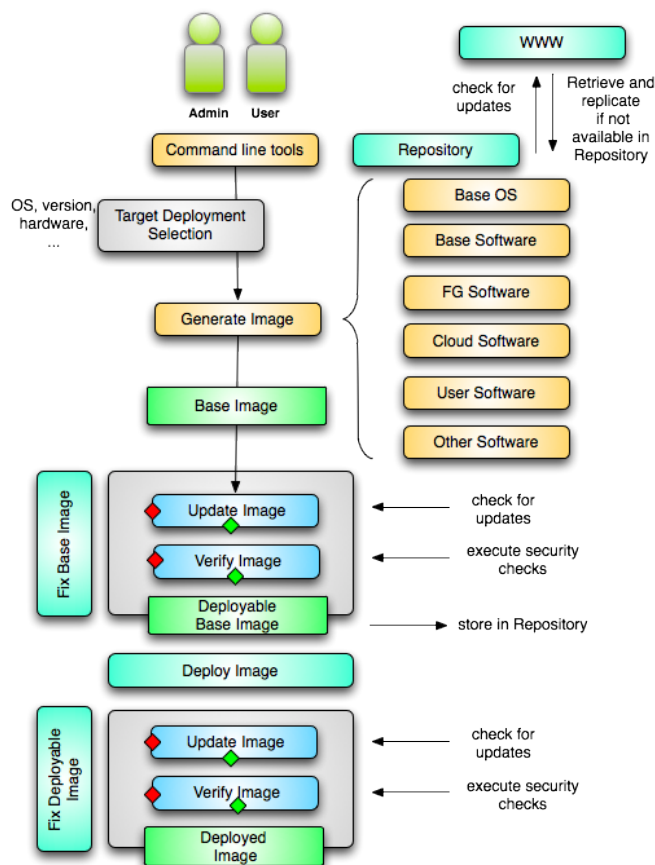 WWW
check for
updates
Retrieve and
replicate
if not
available in
Repository
Admin
User
Command line tools
Repository
OS, version,
hardware,
...
Target Deployment
Selection
Base OS
Base Software
Generate Image
FG Software
Cloud Software
Base Image
User Software
Other Software
Fix Base Image
Update Image
check for
updates
Verify Image
execute security
checks
Deployable
Base Image
store in Repository
Deploy Image
Fix Deployable
Image
Update Image
check for
updates
Verify Image
execute security
checks
Deployed
Image